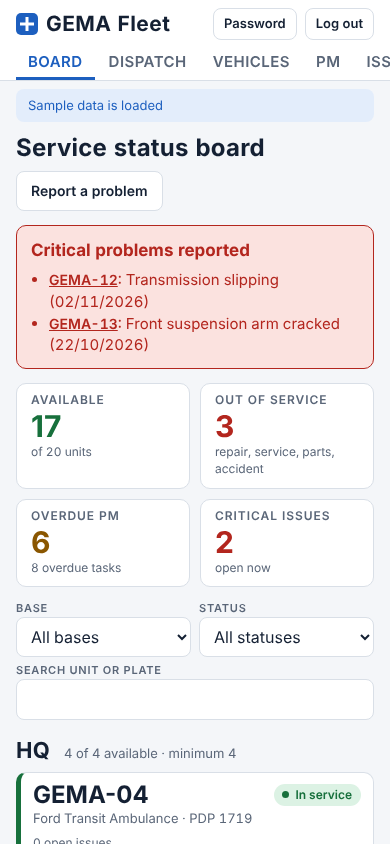 GEMA Fleet
Password
Log out
BOARD
DISPATCH
VEHICLES
PM
ISS
Sample data is loaded
Service status board
Report a problem
Critical problems reported
• GEMA-12: Transmission slipping
(02/11/2026)
• GEMA-13: Front suspension arm cracked
(22/10/2026)
AVAILABLE
17
of 20 units
OUT OF SERVICE
3
repair, service, parts,
accident
OVERDUE PM
6
8 overdue tasks
CRITICAL ISSUES
2
open now
BASE
All bases
STATUS
All statuses
SEARCH UNIT OR PLATE
HQ
4 of 4 available · minimum 4
GEMA-04
In service
Ford Transit Ambulance · PDP 1719
0 open issues